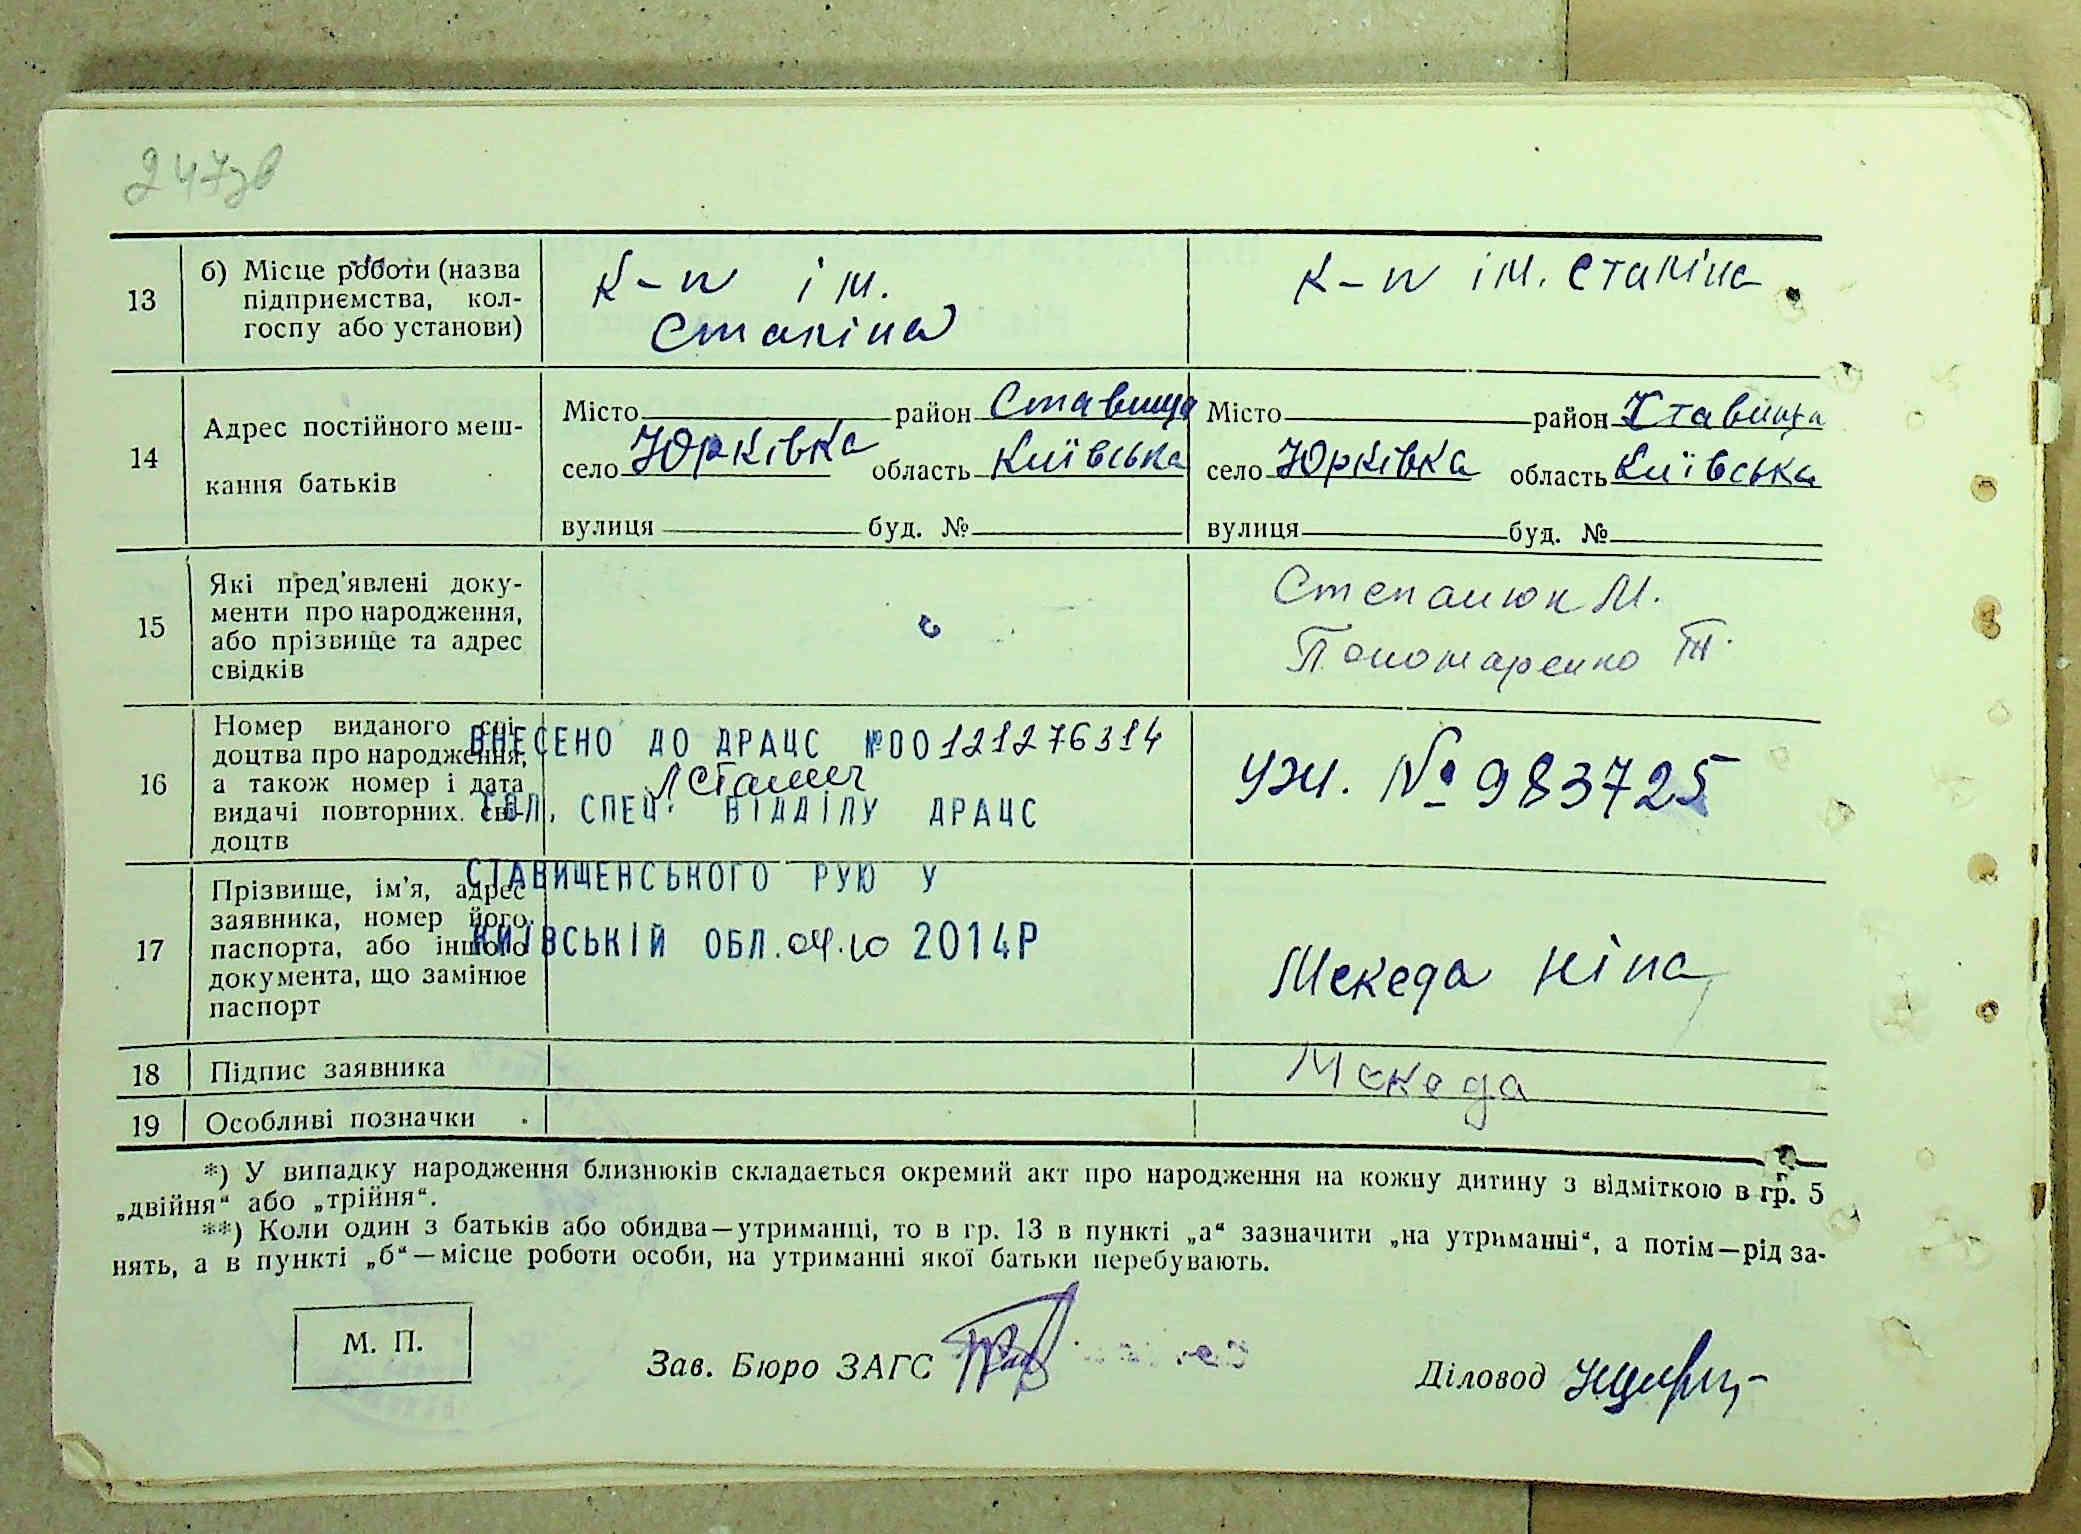 247зв
13 б) Місце роботи (назва
підприємства, кол-
госпу або установи)
к-п ім.
Сталіна
к-п ім. Сталіна
14 Адрес постійного меш-
кання батьків
Місто район Ставище
село Юрківка область Київська
вулиця буд. №
Місто район Ставище
село Юрківка область Київська
вулиця буд. №
15 Які пред'явлені доку-
менти про народження,
або прізвище та адрес
свідків
Степанюк М.
Пономаренко Т.
16 Номер виданого сві-
доцтва про народження,
а також номер і дата
видачі повторних сві-
доцтв
УЖ. № 983725
ВНЕСЕНО ДО ДРАЦС №00121276314
ГОЛ. СПЕЦ. ВІДДІЛУ ДРАЦС
СТАВИЩЕНСЬКОГО РУЮ У
КИЇВСЬКІЙ ОБЛ. 04.10 2014Р
17 Прізвище, ім'я, адрес
заявника, номер його
паспорта, або іншого
документа, що замінює
паспорт
Мекеда Ніна
18 Підпис заявника
Мекеда
19 Особливі позначки
*) У випадку народження близнюків складається окремий акт про народження на кожну дитину з відміткою в гр. 5
„двійня“ або „трійня“.
**) Коли один з батьків або обидва—утриманці, то в гр. 13 в пункті „а“ зазначити „на утриманні“, а потім—рід за-
нять, а в пункті „б“—місце роботи особи, на утриманні якої батьки перебувають.
М. П.
Зав. Бюро ЗАГС
Діловод